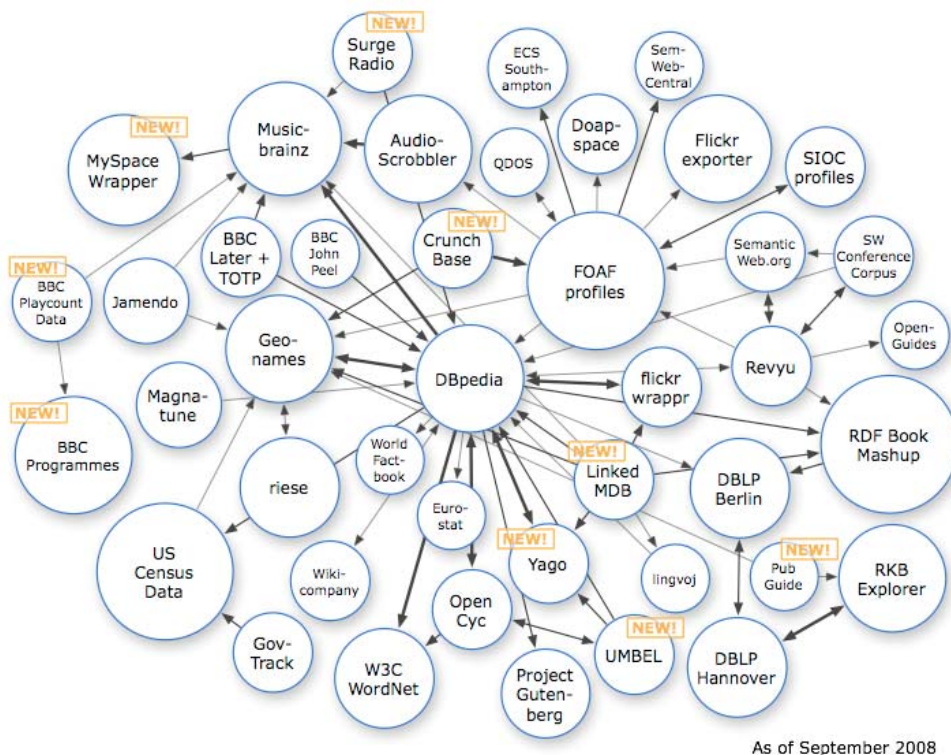 NEW!
Surge
Radio
ECS
South-
ampton
Sem-
Web-
Central
NEW!
MySpace
Wrapper
Music-
brainz
Audio-
Scrobbler
QDOS
Doap-
space
Flickr
exporter
SIOC
profiles
NEW!
BBC
Playcount
Data
Jamendo
BBC
Later +
TOTP
BBC
John
Peel
NEW!
Crunch
Base
FOAF
profiles
Semantic
Web.org
SW
Conference
Corpus
Geo-
names
Magna-
tune
DBpedia
flickr
wrappr
Revyu
Open-
Guides
NEW!
BBC
Programmes
riese
World
Fact-
book
NEW!
Linked
MDB
DBLP
Berlin
RDF Book
Mashup
US
Census
Data
Euro-
stat
Wiki-
company
NEW!
Yago
lingvoj
NEW!
Pub
Guide
RKB
Explorer
Gov-
Track
Open
Cyc
W3C
WordNet
Project
Guten-
berg
NEW!
UMBEL
DBLP
Hannover
As of September 2008